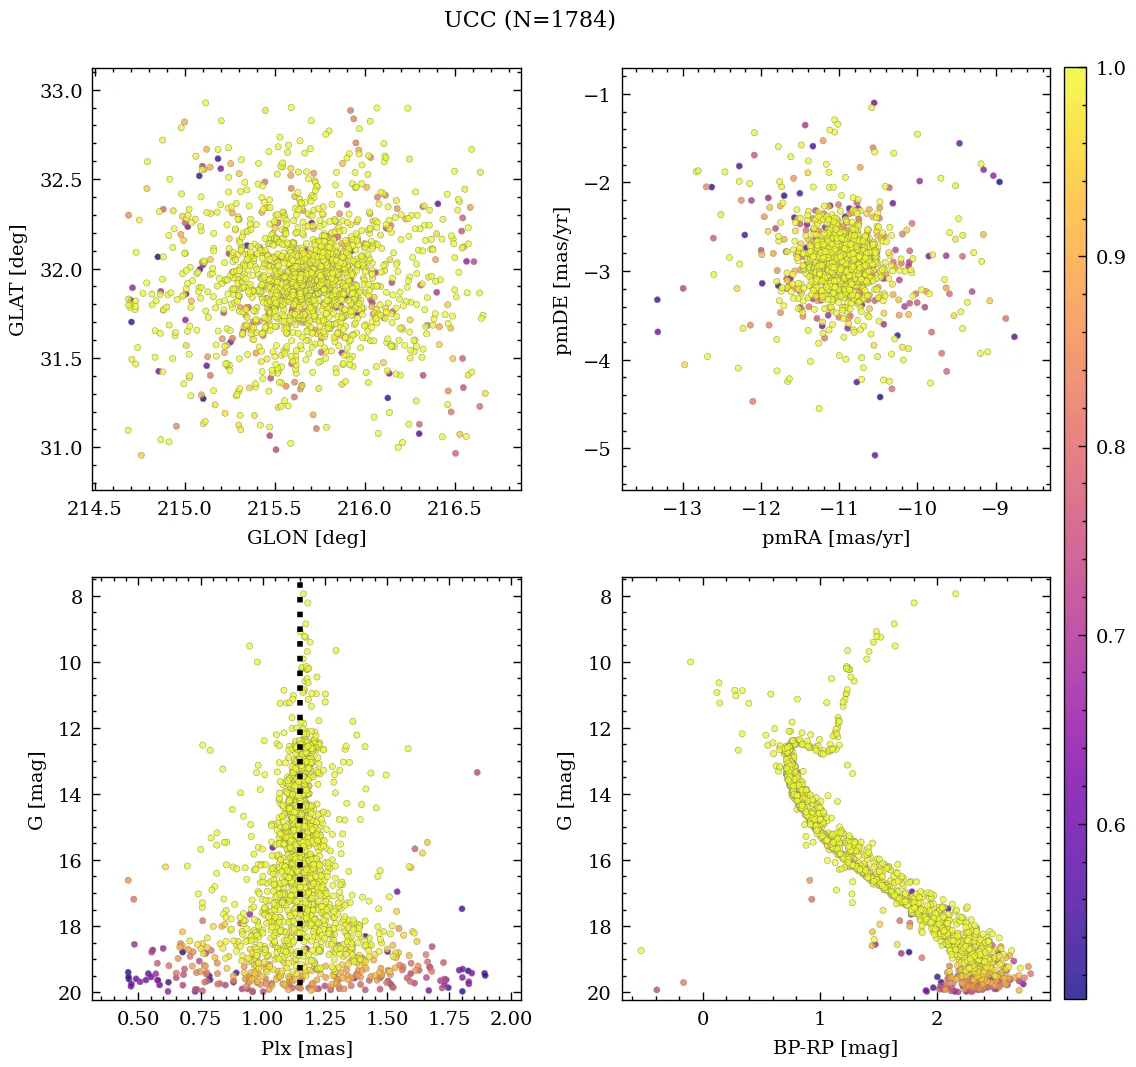 UCC (N=1784)
33.0
32.5
32.0
31.5
31.0
GLAT [deg]
214.5 215.0 215.5 216.0 216.5
GLON [deg]
−1
−2
−3
−4
−5
pmDE [mas/yr]
−13 −12 −11 −10 −9
pmRA [mas/yr]
1.0
0.9
0.8
0.7
0.6
8
10
12
14
16
18
20
G [mag]
0.50 0.75 1.00 1.25 1.50 1.75 2.00
Plx [mas]
8
10
12
14
16
18
20
G [mag]
0 1 2
BP-RP [mag]